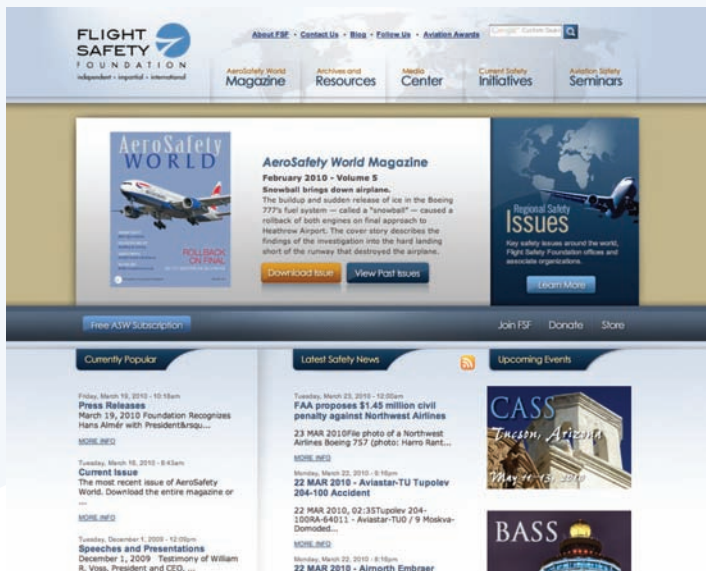 FLIGHT
SAFETY
FOUNDATION
independent • impartial • international
About FSF • Contact Us • Blog • Follow Us • Aviation Awards
AeroSafety World
Magazine
Archives and
Resources
Media
Center
Current Safety
Initiatives
Aviation Safety
Seminars
AeroSafety
WORLD
ROLLBACK
ON FINAL
AeroSafety World Magazine
February 2010 - Volume 5
Snowball brings down airplane.
The buildup and sudden release of ice in the Boeing
777's fuel system — called a "snowball" — caused a
rollback of both engines on final approach to
Heathrow Airport. The cover story describes the
findings of the investigation into the hard landing
short of the runway that destroyed the airplane.
Download Issue
View Past Issues
Regional Safety
Issues
Key safety issues around the world,
Flight Safety Foundation offices and
associate organizations.
Learn More
Free ASW Subscription
Join FSF
Donate
Store
Currently Popular
Friday, March 19, 2010 - 10:18am
Press Releases
March 19, 2010 Foundation Recognizes
Hans Almér with President&rsqu...
MORE INFO
Tuesday, March 16, 2010 - 8:43am
Current Issue
The most recent issue of AeroSafety
World. Download the entire magazine or
...
MORE INFO
Tuesday, December 1, 2009 - 12:09pm
Speeches and Presentations
December 1, 2009 Testimony of William
R. Voss, President and CEO, ...
Latest Safety News
Tuesday, March 23, 2010 - 12:00am
FAA proposes $1.45 million civil
penalty against Northwest Airlines
23 MAR 2010File photo of a Northwest
Airlines Boeing 757 (photo: Harro Rant...
MORE INFO
Monday, March 22, 2010 - 8:16pm
22 MAR 2010 - Aviastar-TU Tupolev
204-100 Accident
22 MAR 2010, 02:35Tupolev 204-
100RA-64011 - Aviastar-TU0 / 9 Moskva-
Domoded...
MORE INFO
Monday, March 22, 2010 - 8:16pm
22 MAR 2010 - Airnorth Embraer
Upcoming Events
CASS
Tucson, Arizona
May 11–13, 2010
BASS